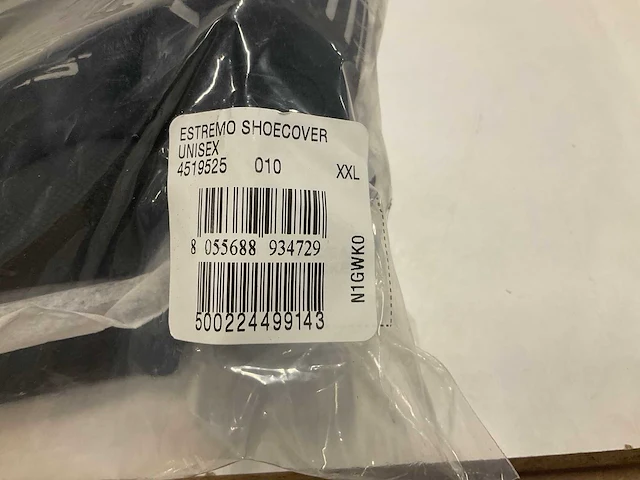 ESTREMO SHOECOVER
UNISEX
4519525 010 XXL
8 055688 934729
500224499143
N1GWK0